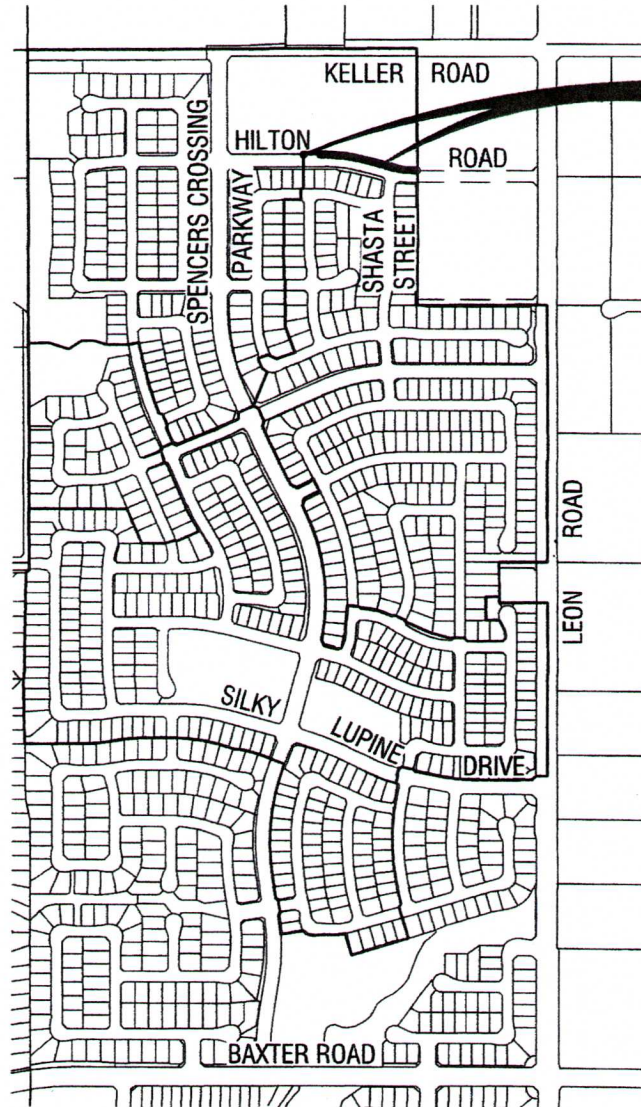 KELLER ROAD
HILTON ROAD
SPENCERS CROSSING
PARKWAY
SHASTA
STREET
LEON ROAD
SILKY LUPINE DRIVE
BAXTER ROAD